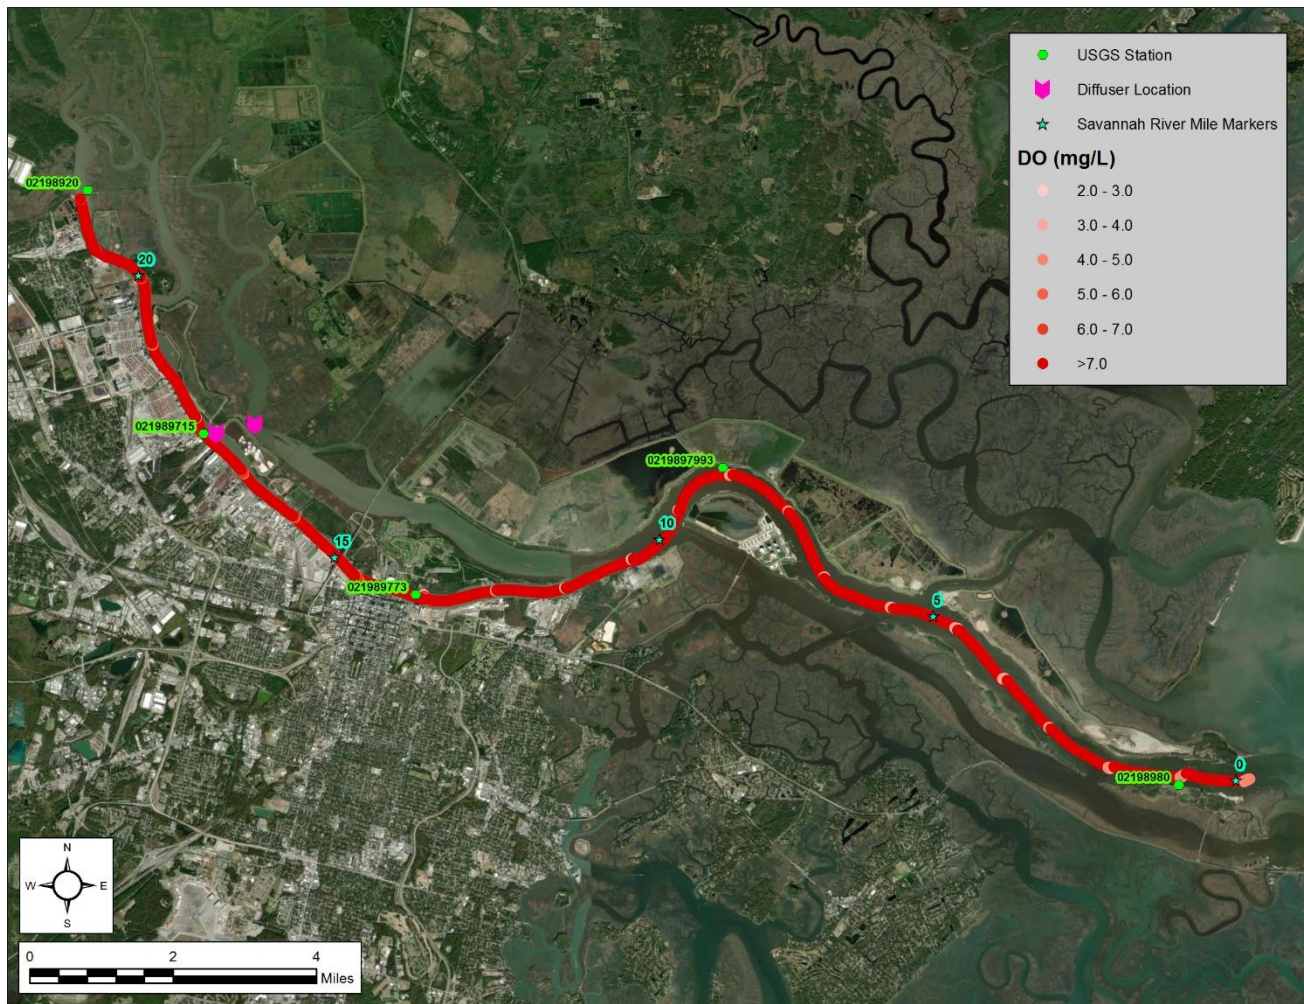 USGS Station
Diffuser Location
Savannah River Mile Markers
DO (mg/L)
2.0 - 3.0
3.0 - 4.0
4.0 - 5.0
5.0 - 6.0
6.0 - 7.0
>7.0
02198920
20
021989715
0219897993
10
15
021989773
5
0
02198980
N
W E
S
0 2 4
Miles